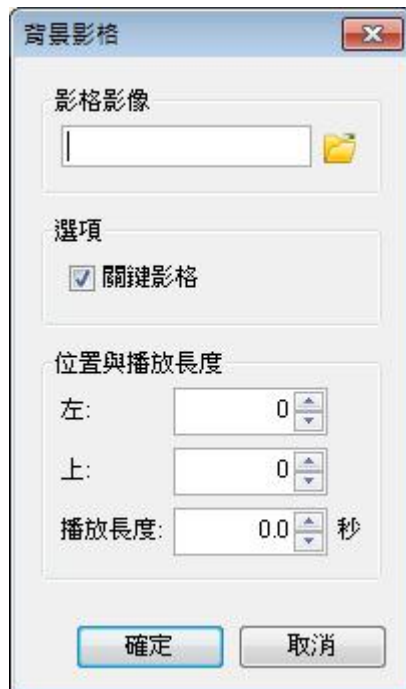 背景影格
影格影像
選項
關鍵影格
位置與播放長度
左: 0
上: 0
播放長度: 0.0 秒
確定 取消